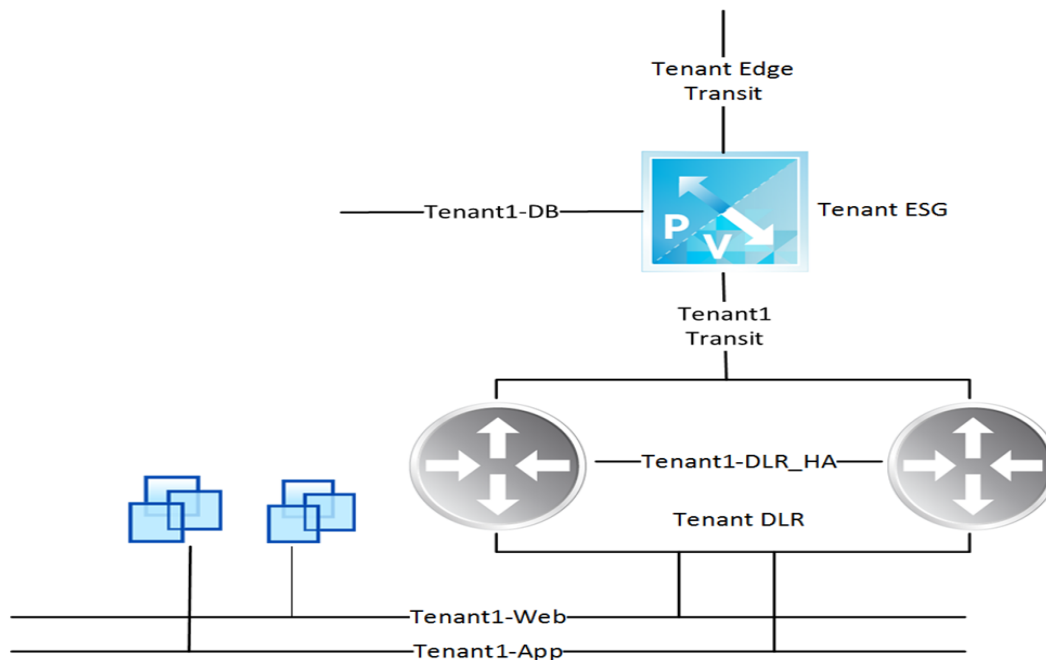 Tenant Edge
Transit
Tenant1-DB
P
V
Tenant ESG
Tenant1
Transit
Tenant1-DLR_HA
Tenant DLR
Tenant1-Web
Tenant1-App